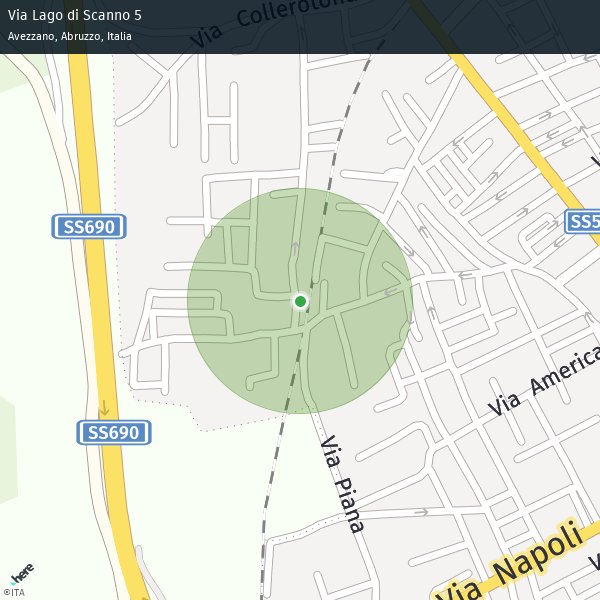 Via Lago di Scanno 5
Avezzano, Abruzzo, Italia
Via Collerotondo
SS690
SS5
SS690
Via America
Via Piana
Via Napoli
V
V
here
©ITA